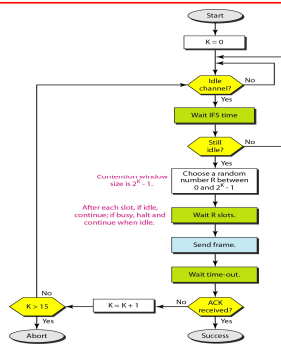 Start
K = 0
Idle
channel?
No
Yes
Wait IFS time
Still
idle?
No
Yes
Contention window
size is 2^K - 1.
Choose a random
number R between
0 and 2^K - 1
After each slot, if idle,
continue; if busy, halt and
continue when idle.
Wait R slots.
Send frame.
Wait time-out.
No
K > 15
K = K + 1
No
ACK
received?
Yes
Yes
Abort
Success